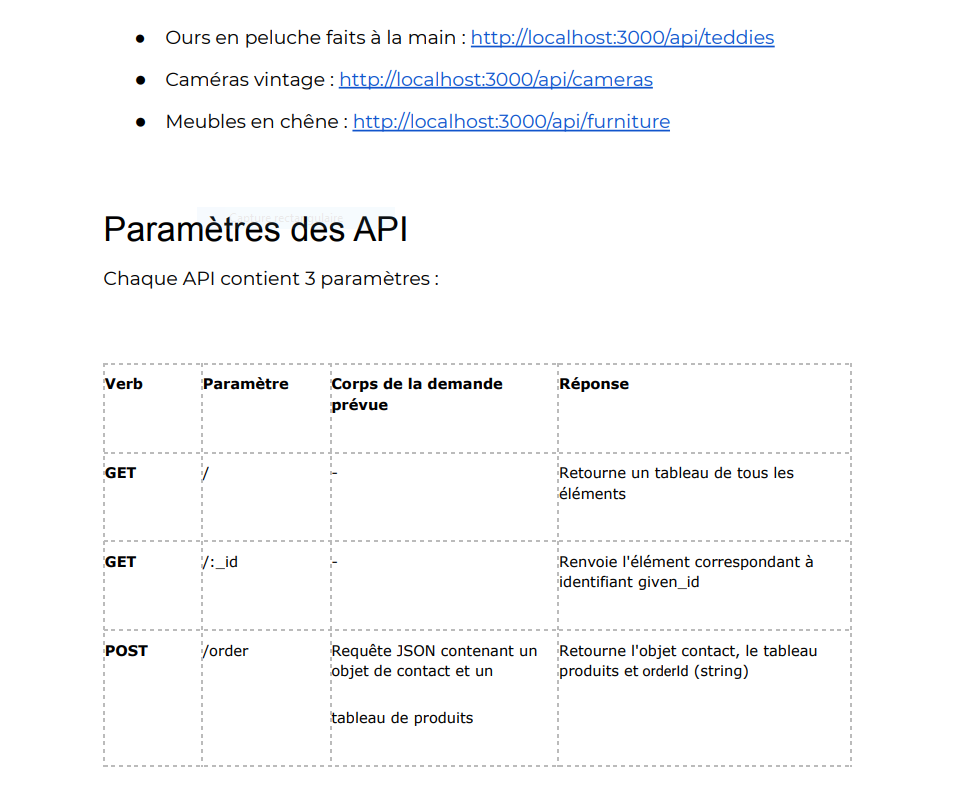 ● Ours en peluche faits à la main : http://localhost:3000/api/teddies
● Caméras vintage : http://localhost:3000/api/cameras
● Meubles en chêne : http://localhost:3000/api/furniture
Capture rectangulaire
Paramètres des API
Chaque API contient 3 paramètres :
Verb Paramètre Corps de la demande Réponse
prévue
GET / - Retourne un tableau de tous les
éléments
GET /:_id - Renvoie l'élément correspondant à
identifiant given_id
POST /order Requête JSON contenant un Retourne l'objet contact, le tableau
objet de contact et un produits et orderId (string)
tableau de produits